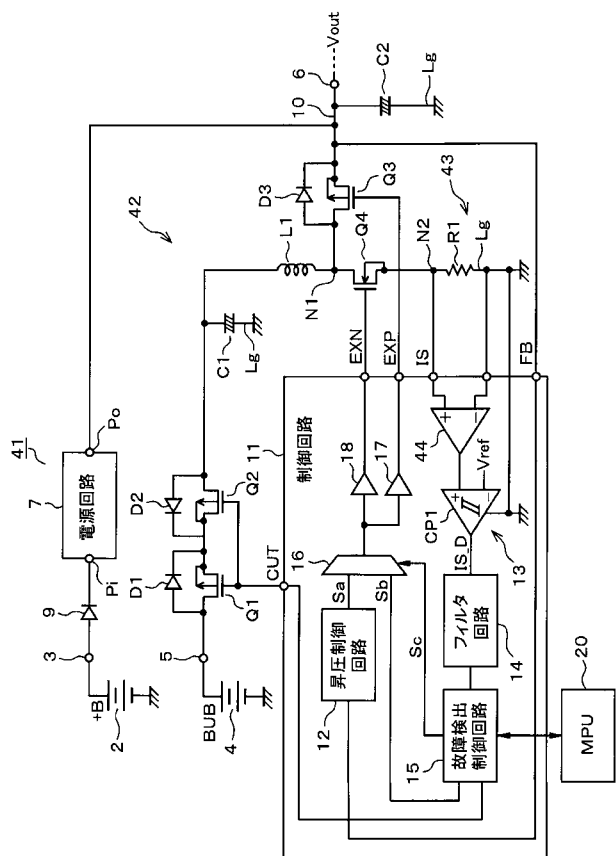 41
7
電源回路
Pi
Po
9
3
+B
2
42
D1
D2
Q1
Q2
5
BUB
4
C1
Lg
L1
N1
D3
Q3
Q4
10
6
Vout
C2
Lg
43
N2
R1
Lg
CUT
11
制御回路
EXN
EXP
IS
FB
18
17
16
Sa
Sb
Sc
昇圧制御
回路
12
44
+
−
CP1
+
−
Vref
13
IS_D
フィルタ
回路
14
故障検出
制御回路
15
MPU
20